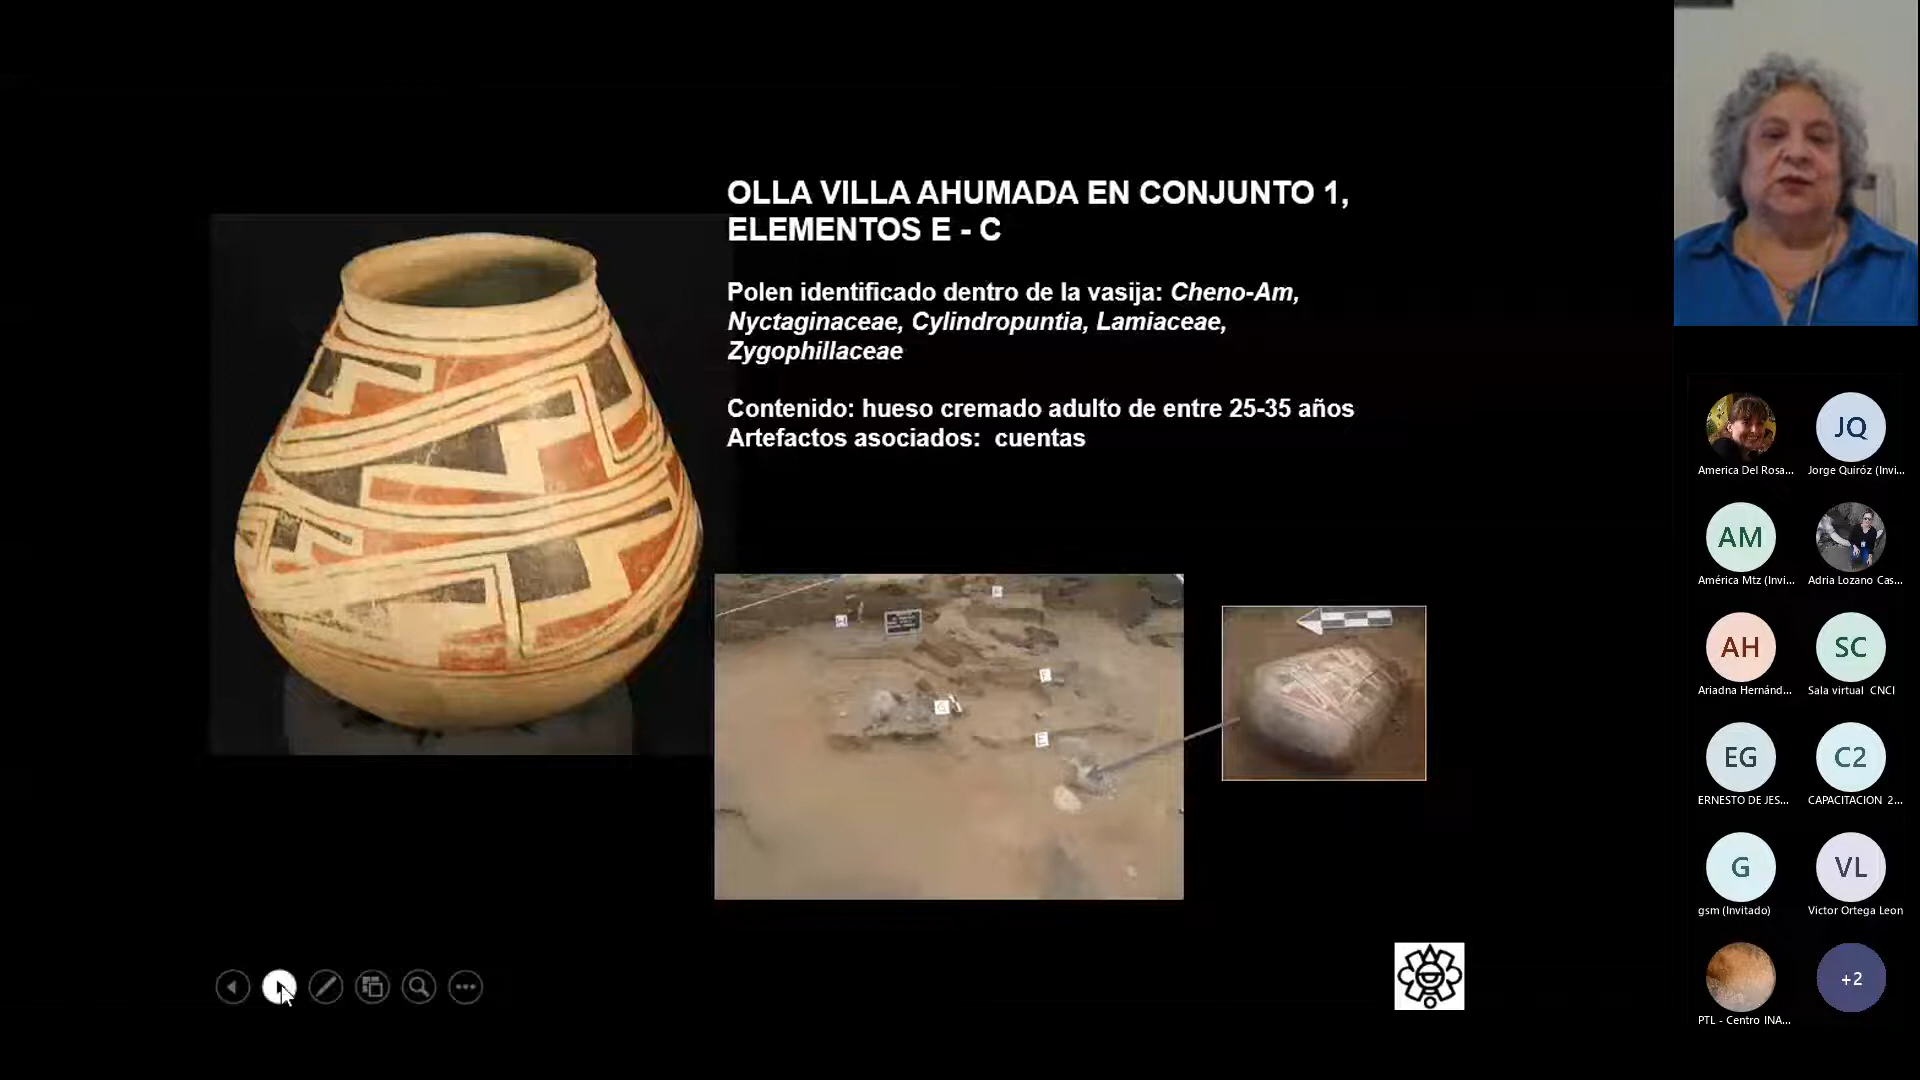 OLLA VILLA AHUMADA EN CONJUNTO 1,
ELEMENTOS E - C
Polen identificado dentro de la vasija: Cheno-Am,
Nyctaginaceae, Cylindropuntia, Lamiaceae,
Zygophillaceae
Contenido: hueso cremado adulto de entre 25-35 años
Artefactos asociados: cuentas
H
F
G
E
America Del Rosa...
JQ
Jorge Quiróz (Invi...
AM
América Mtz (Invi...
Adria Lozano Cas...
AH
Ariadna Hernánd...
SC
Sala virtual CNCI
EG
ERNESTO DE JES...
C2
CAPACITACION 2...
G
gsm (Invitado)
VL
Victor Ortega Leon
PTL - Centro INA...
+2